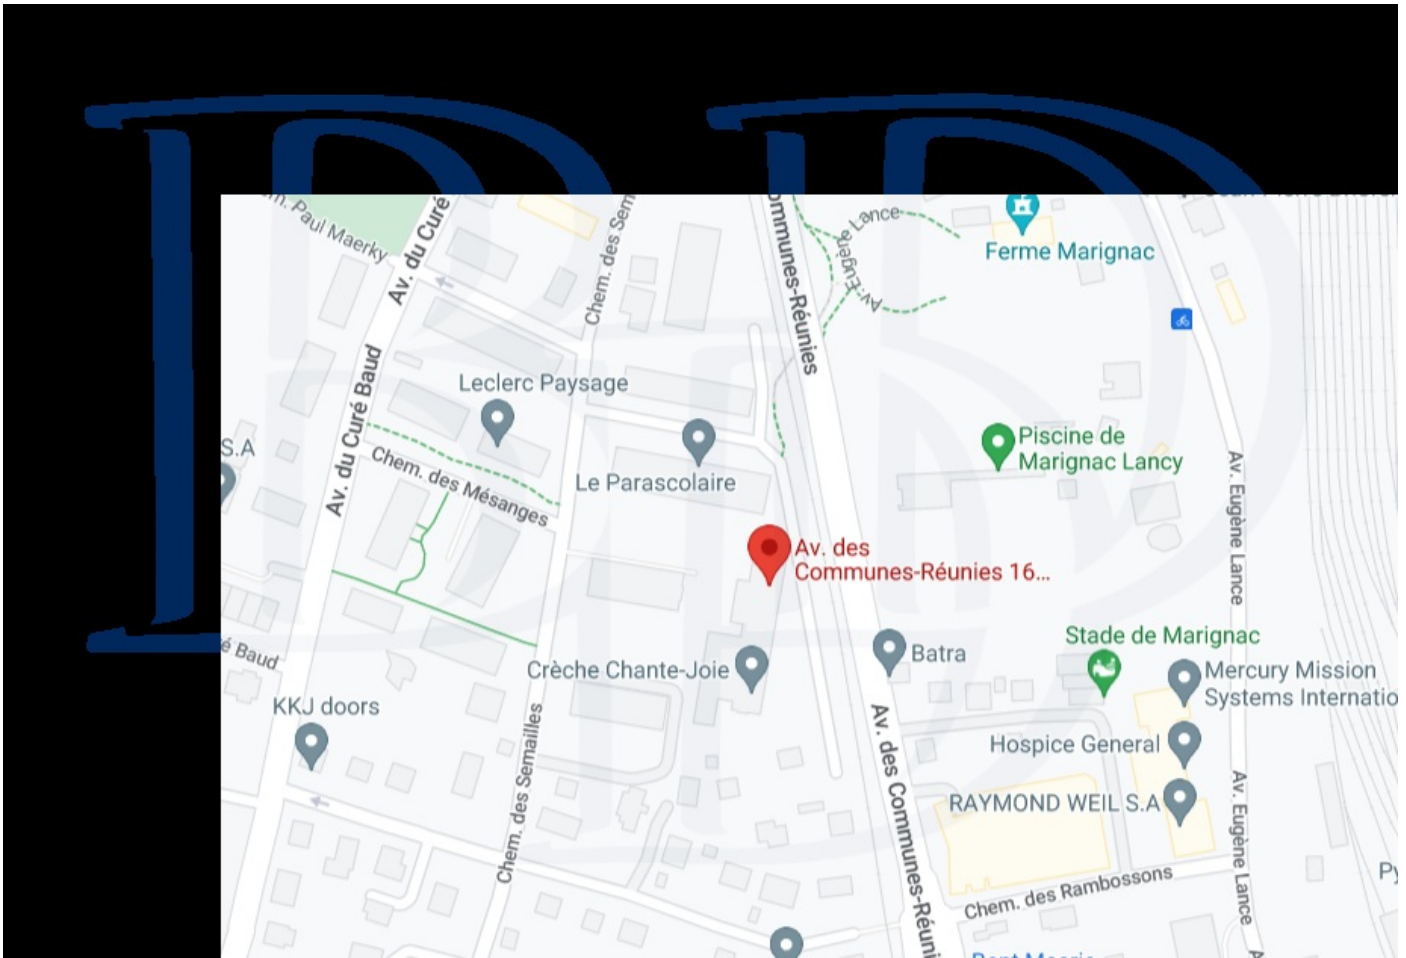 Chem. Paul Maerky
Av. du Curé
Chem. des Sem
Communes-Réunies
Av. Eugène Lance
Ferme Marignac
Av. du Curé Baud
Leclerc Paysage
Le Parascolaire
S.A
Chem. des Mésanges
Piscine de
Marignac Lancy
Av. Eugène Lance
Av. des
Communes-Réunies 16...
Stade de Marignac
Batra
Mercury Mission
Systems Internatio
Crèche Chante-Joie
é Baud
KKJ doors
Hospice General
RAYMOND WEIL S.A
Chem. des Semailles
Av. des Communes-Réuni
Av. Eugène Lance
Chem. des Rambossons
Py